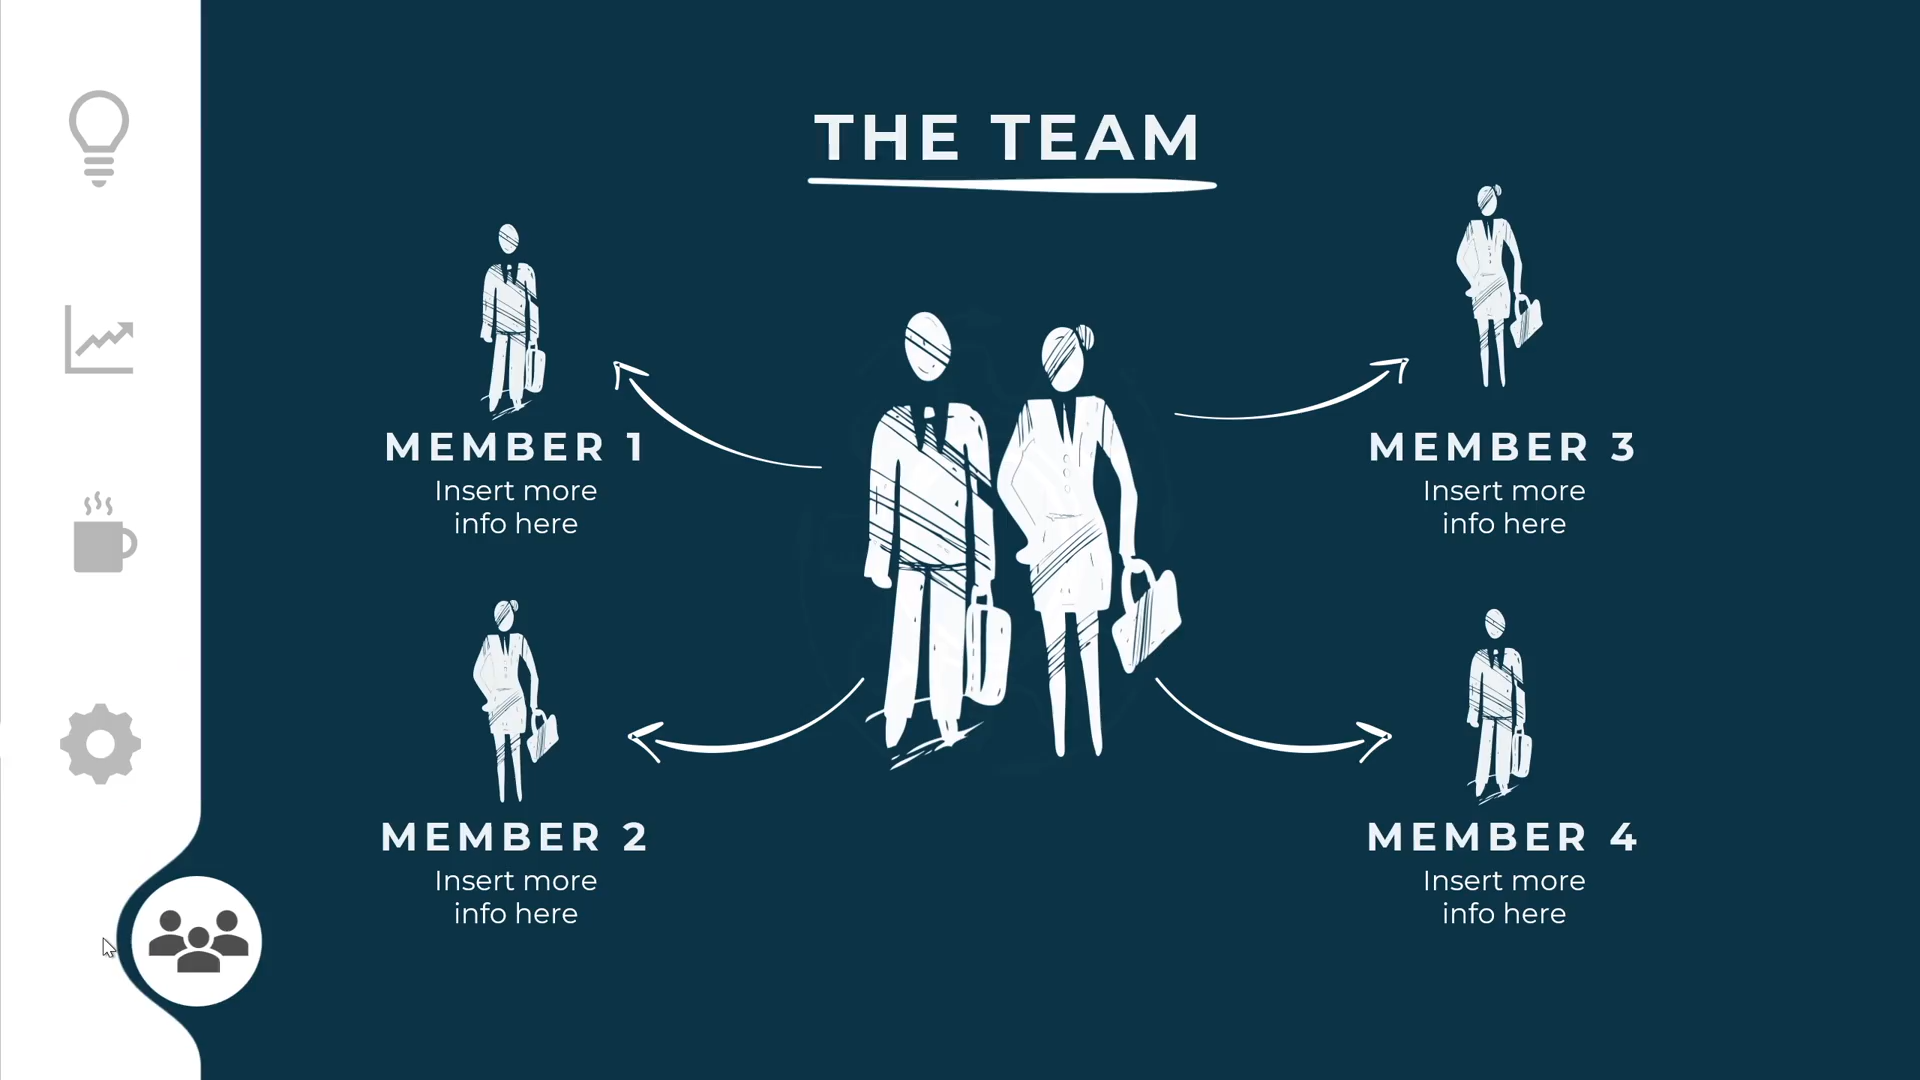 THE TEAM
MEMBER 1
Insert more
info here
MEMBER 3
Insert more
info here
MEMBER 2
Insert more
info here
MEMBER 4
Insert more
info here